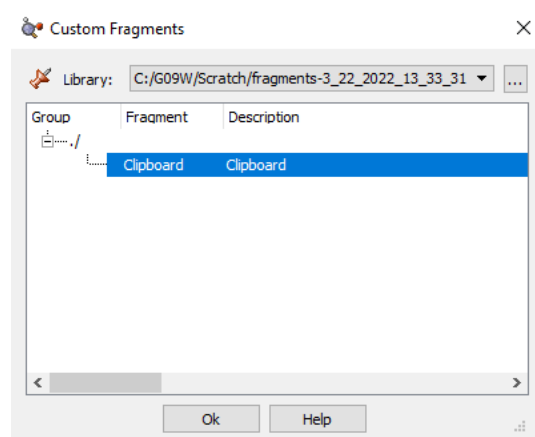 Custom Fragments
Library: C:/G09W/Scratch/fragments-3_22_2022_13_33_31 ...
Group Fragment Description
./
Clipboard Clipboard
Ok Help